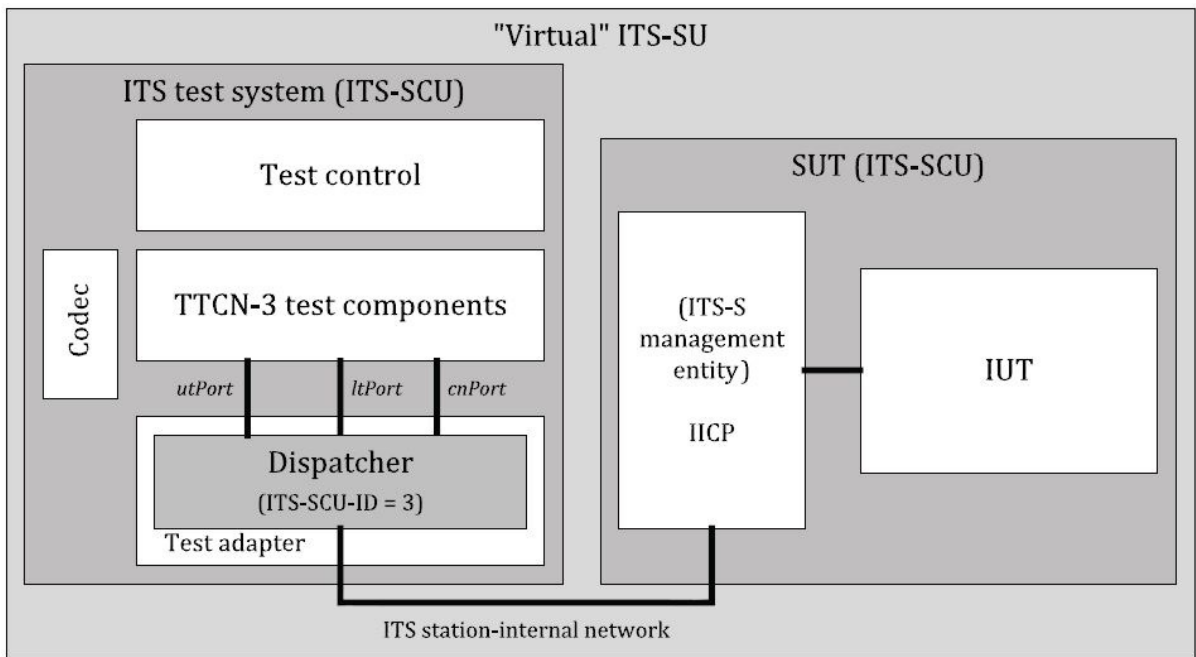 "Virtual" ITS-SU
ITS test system (ITS-SCU)
Test control
Codec
TTCN-3 test components
utPort
ltPort
cnPort
Dispatcher
(ITS-SCU-ID = 3)
Test adapter
SUT (ITS-SCU)
(ITS-S
management
entity)
IICP
IUT
ITS station-internal network